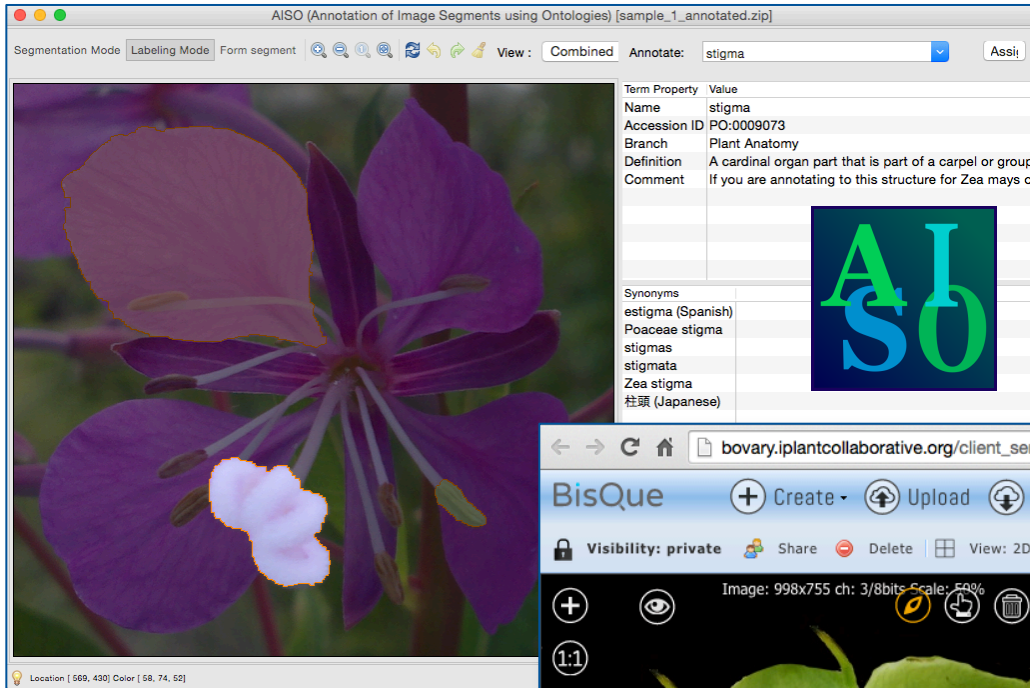 AISO (Annotation of Image Segments using Ontologies) [sample_1_annotated.zip]
Segmentation Mode Labeling Mode Form segment View : Combined Annotate: stigma
Term Property Value
Name stigma
Accession ID PO:0009073
Branch Plant Anatomy
Definition A cardinal organ part that is part of a carpel or group
Comment If you are annotating to this structure for Zea mays
AISO
Synonyms
estigma (Spanish)
Poaceae stigma
stigmas
stigmata
Zea stigma
柱頭 (Japanese)
bovary.iplantcollaborative.org/client_se
BisQue Create Upload
Visibility: private Share Delete View: 2D
Image: 998x755 ch: 3/8bits Scale: 50%
1:1
Location [ 569, 430] Color [ 58, 74, 52]